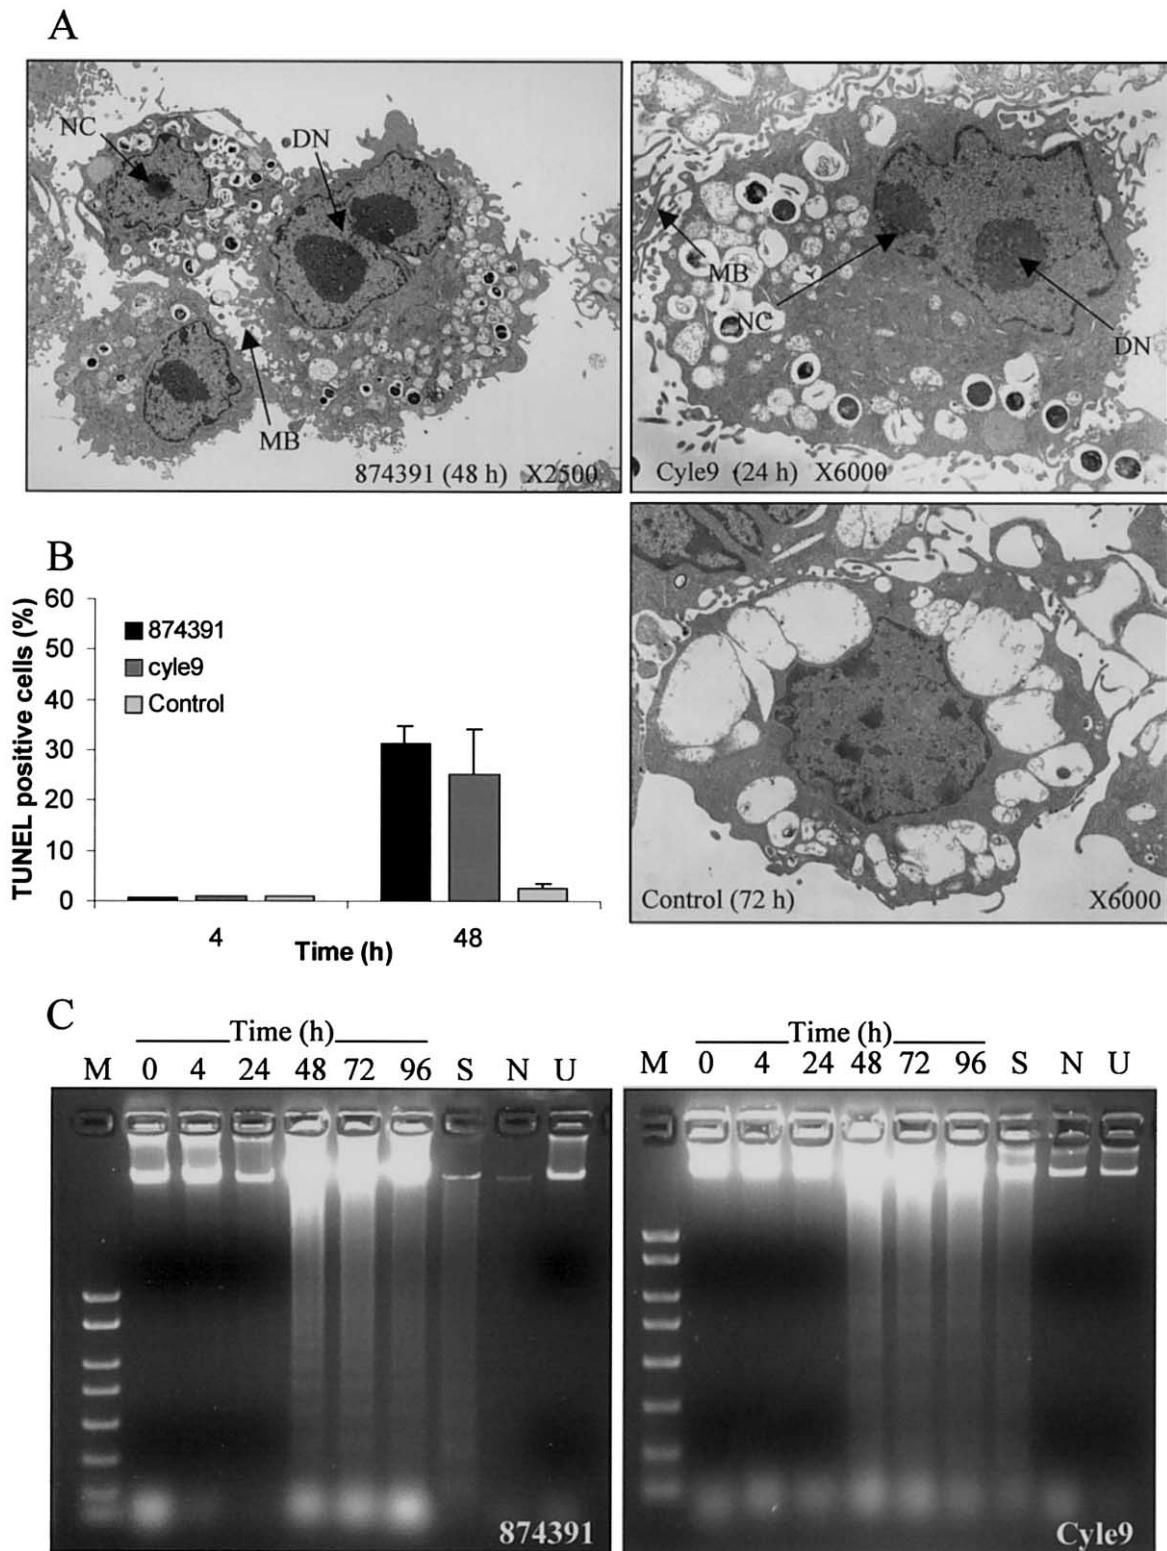 A
NC
DN
MB
874391 (48 h) X2500
MB
NC
DN
Cyle9 (24 h) X6000
B
TUNEL positive cells (%)
60
50
40
30
20
10
0
874391
cyle9
Control
4
48
Time (h)
Control (72 h) X6000
C
Time (h)
M 0 4 24 48 72 96 S N U
874391
Time (h)
M 0 4 24 48 72 96 S N U
Cyle9